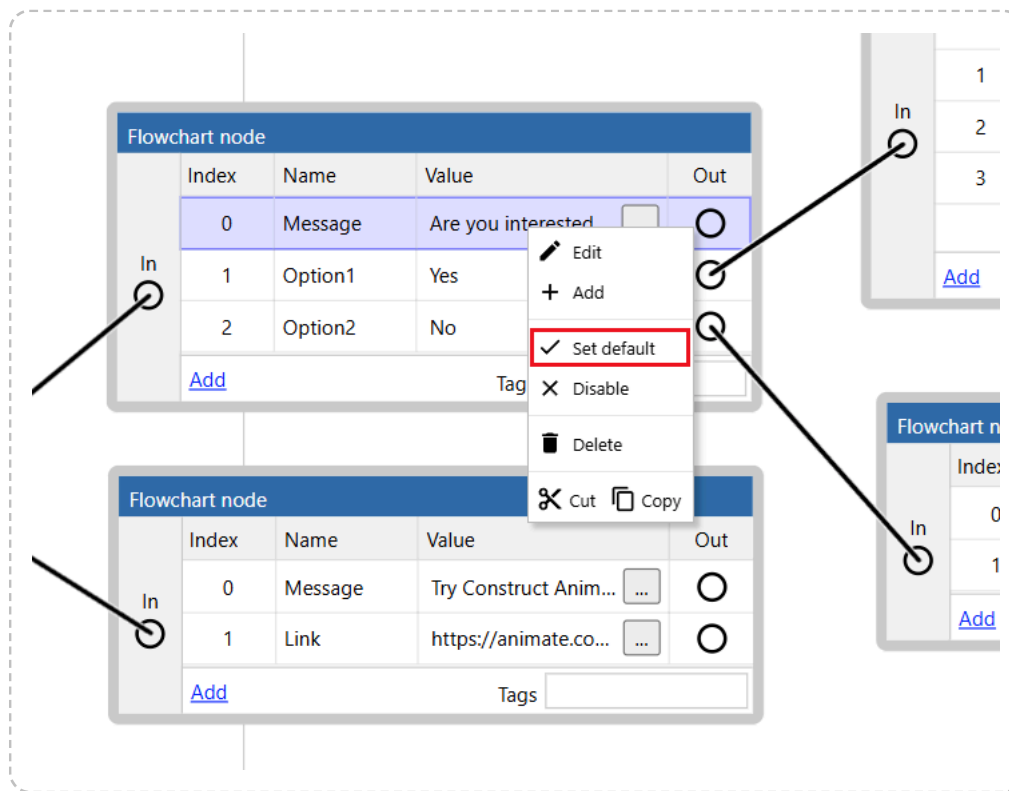 1
In
2
3
Add
Flowchart node
Index Name Value Out
0 Message Are you interested
In
1 Option1 Yes
2 Option2 No
Add Tag
Edit
Add
Set default
Disable
Delete
Cut Copy
Flowchart node
Index Name Value Out
0 Message Try Construct Anim... ...
In
1 Link https://animate.co... ...
Add Tags
Flowchart n
Index
0
In
1
Add